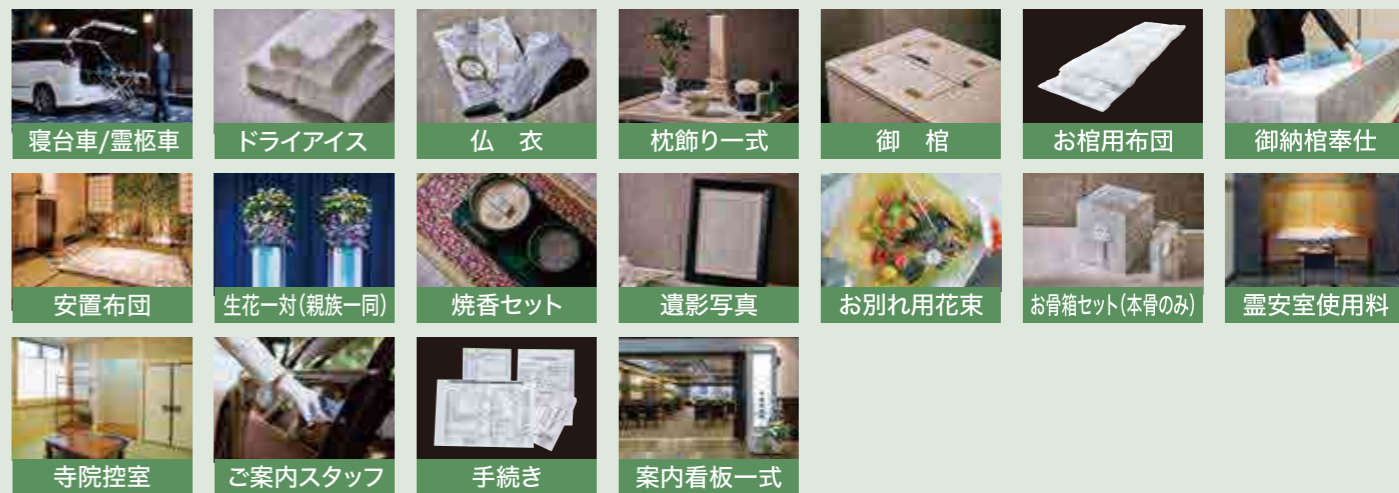 寝台車/霊柩車
ドライアイス
仏　衣
枕飾り一式
御　棺
お棺用布団
御納棺奉仕
安置布団
生花一対(親族一同)
焼香セット
遺影写真
お別れ用花束
お骨箱セット(本骨のみ)
霊安室使用料
寺院控室
ご案内スタッフ
手続き
案内看板一式